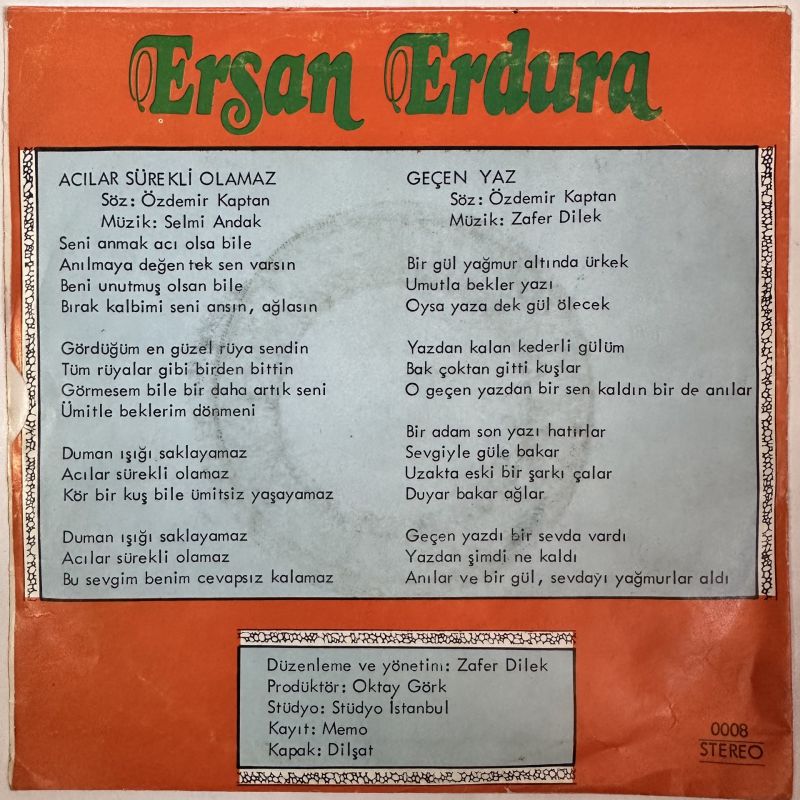 Ersan Erdura
ACILAR SÜREKLİ OLAMAZ
Söz: Özdemir Kaptan
Müzik: Selmi Andak
Seni anmak acı olsa bile
Anılmaya değen tek sen varsın
Beni unutmuş olsan bile
Bırak kalbimi seni ansın, ağlasın
Gördüğüm en güzel rüya sendin
Tüm rüyalar gibi birden bittin
Görmesem bile bir daha artık seni
Ümitle beklerim dönmeni
Duman ışığı saklayamaz
Acılar sürekli olamaz
Kör bir kuş bile ümitsiz yaşayamaz
Duman ışığı saklayamaz
Acılar sürekli olamaz
Bu sevgim benim cevapsız kalamaz
GEÇEN YAZ
Söz: Özdemir Kaptan
Müzik: Zafer Dilek
Bir gül yağmur altında ürkek
Umutla bekler yazı
Oysa yaza dek gül ölecek
Yazdan kalan kederli gülüm
Bak çoktan gitti kuşlar
O geçen yazdan bir sen kaldın bir de anılar
Bir adam son yazı hatırlar
Sevgiyle güle bakar
Uzakta eski bir şarkı çalar
Duyar bakar ağlar
Geçen yazdı bir sevda vardı
Yazdan şimdi ne kaldı
Anılar ve bir gül, sevdayı yağmurlar aldı
Düzenleme ve yönetim: Zafer Dilek
Prodüktör: Oktay Görk
Stüdyo: Stüdyo İstanbul
Kayıt: Memo
Kapak: Dilşat
0008
STEREO